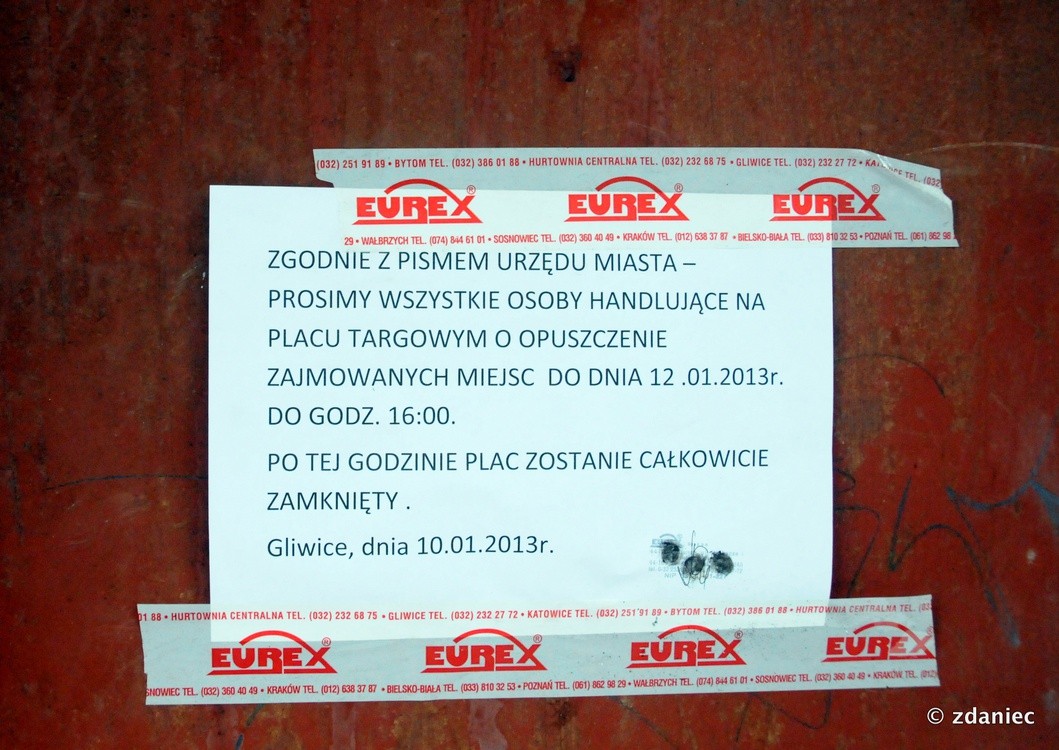 (032) 251 91 89 • BYTOM TEL. (032) 386 01 88 • HURTOWNIA CENTRALNA TEL. (032) 232 68 75 • GLIWICE TEL. (032) 232 27 72 •
EUREX® EUREX® EUREX®
29 • WAŁBRZYCH TEL. (074) 844 61 01 • SOSNOWIEC TEL. (032) 360 40 49 • KRAKÓW TEL. (012) 638 37 87 • BIELSKO-BIAŁA TEL. (033) 810 32 53 • POZNAŃ TEL. (061) 862 98
ZGODNIE Z PISMEM URZĘDU MIASTA –
PROSIMY WSZYSTKIE OSOBY HANDLUJĄCE NA
PLACU TARGOWYM O OPUSZCZENIE
ZAJMOWANYCH MIEJSC DO DNIA 12 .01.2013r.
DO GODZ. 16:00.
PO TEJ GODZINIE PLAC ZOSTANIE CAŁKOWICIE
ZAMKNIĘTY .
Gliwice, dnia 10.01.2013r.
01 88 • HURTOWNIA CENTRALNA TEL. (032) 232 68 75 • GLIWICE TEL. (032) 232 27 72 • KATOWICE TEL. (032) 251 91 89 • BYTOM TEL. (032) 386 01 88 • HURTOWNIA CENTRALNA TEL. (032) 232 68 75
EUREX® EUREX® EUREX® EUREX
SNOWIEC TEL. (032) 360 40 49 • KRAKÓW TEL. (012) 638 37 87 • BIELSKO-BIAŁA TEL. (033) 810 32 53 • POZNAŃ TEL. (061) 862 98 29 • WAŁBRZYCH TEL. (074) 844 61 01 • SOSNOWIEC TEL. (032) 360 40 49 • KRAKÓW TEL. (012)
© zdaniec